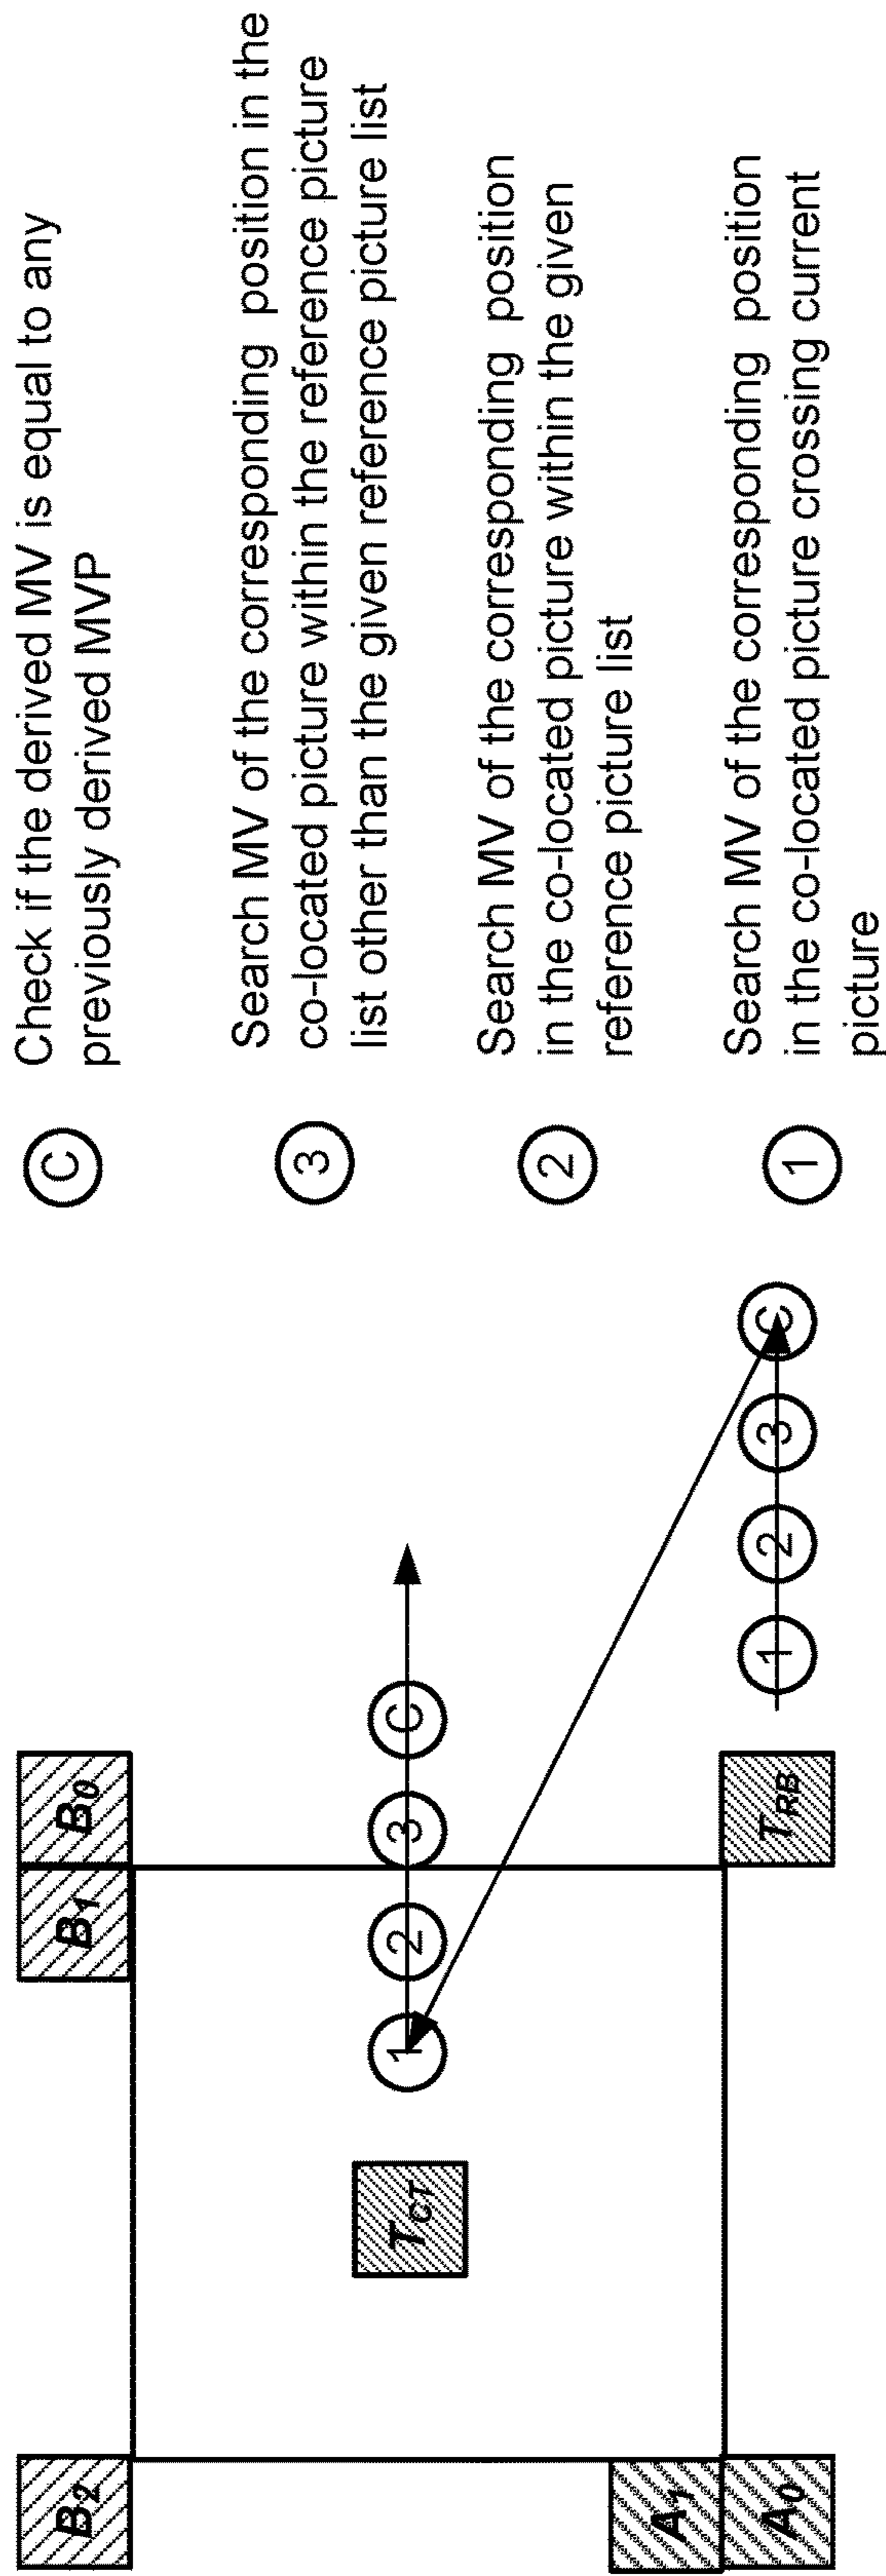 B2 B1 B0
TCT 1 2 3 C
A1
A0 TRB 1 2 3 C
C Check if the derived MV is equal to any
previously derived MVP
3 Search MV of the corresponding position in the
co-located picture within the reference picture
list other than the given reference picture list
2 Search MV of the corresponding position
in the co-located picture within the given
reference picture list
1 Search MV of the corresponding position
in the co-located picture crossing current
picture